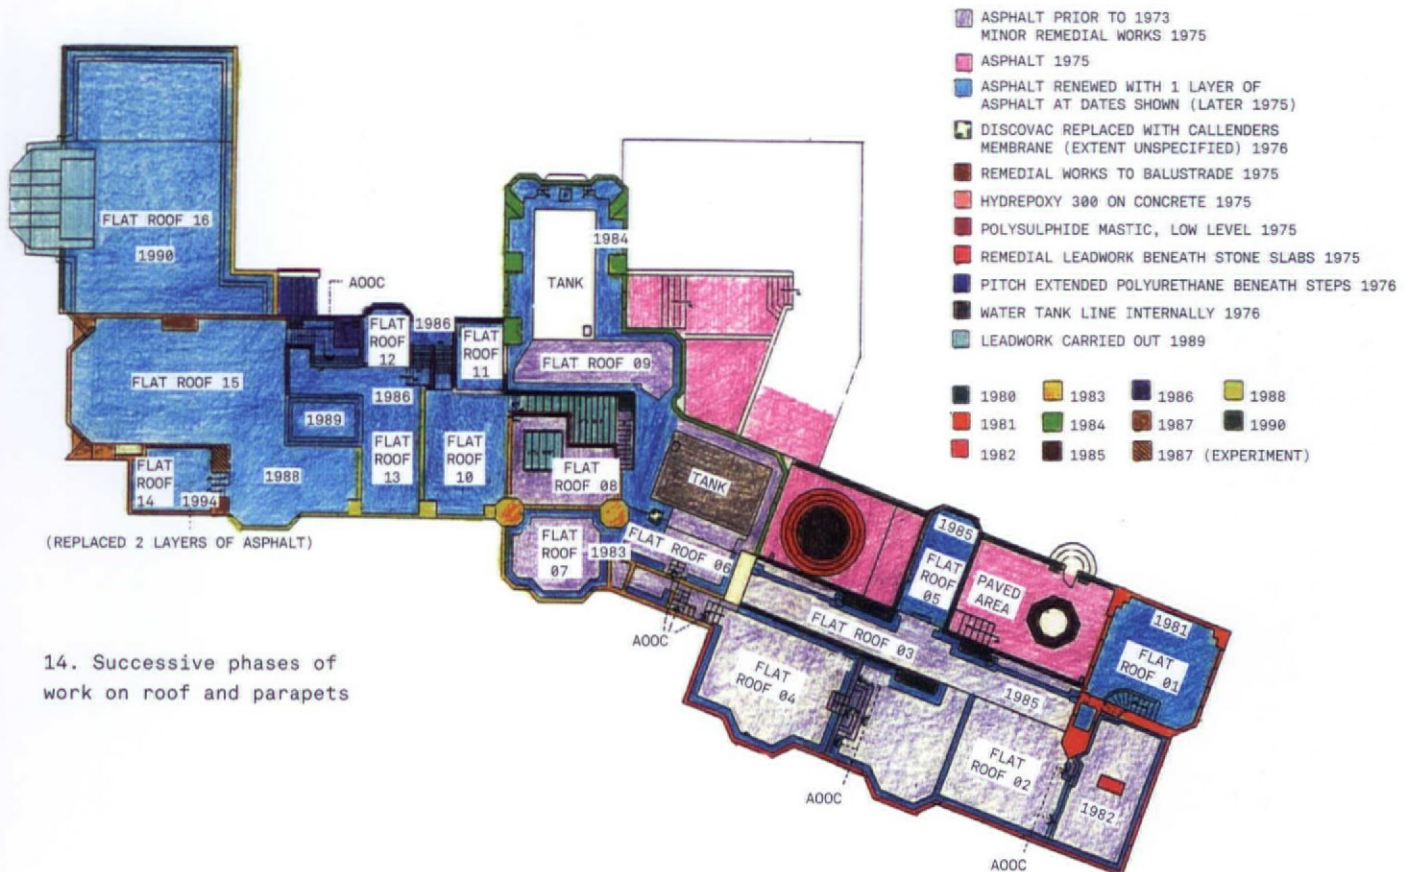 ASPHALT PRIOR TO 1973
MINOR REMEDIAL WORKS 1975
ASPHALT 1975
ASPHALT RENEWED WITH 1 LAYER OF
ASPHALT AT DATES SHOWN (LATER 1975)
DISCOVAC REPLACED WITH CALLENDERS
MEMBRANE (EXTENT UNSPECIFIED) 1976
REMEDIAL WORKS TO BALUSTRADE 1975
HYDREPOXY 300 ON CONCRETE 1975
POLYSULPHIDE MASTIC, LOW LEVEL 1975
REMEDIAL LEADWORK BENEATH STONE SLABS 1975
PITCH EXTENDED POLYURETHANE BENEATH STEPS 1976
WATER TANK LINE INTERNALLY 1976
LEADWORK CARRIED OUT 1989
1980 1983 1986 1988
1981 1984 1987 1990
1982 1985 1987 (EXPERIMENT)
FLAT ROOF 16
1990
AOOC
1984
TANK
FLAT
ROOF
12
1986
FLAT
ROOF
11
FLAT ROOF 09
FLAT ROOF 15
1986
1989
FLAT
ROOF
13
FLAT
ROOF
10
FLAT
ROOF 08
FLAT
ROOF
14
1994
1988
TANK
(REPLACED 2 LAYERS OF ASPHALT)
FLAT
ROOF
07
1983
FLAT ROOF 06
1985
FLAT
ROOF
05
PAVED
AREA
1981
FLAT
ROOF 01
AOOC
FLAT ROOF 03
FLAT
ROOF 04
1985
FLAT
ROOF 02
1982
AOOC
AOOC
14. Successive phases of
work on roof and parapets